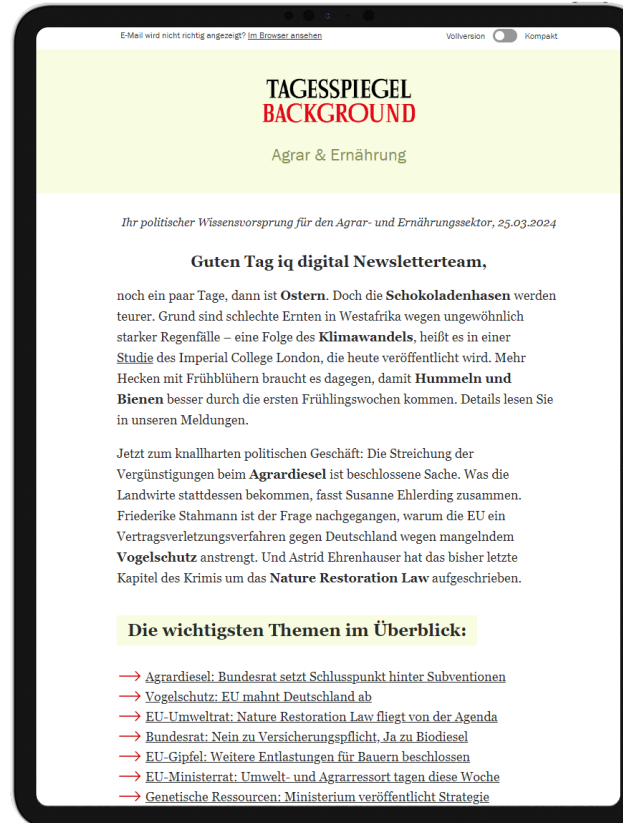 E-Mail wird nicht richtig angezeigt? Im Browser ansehen
Vollversion Kompakt
TAGESSPIEGEL
BACKGROUND
Agrar & Ernährung
Ihr politischer Wissensvorsprung für den Agrar- und Ernährungssektor, 25.03.2024
Guten Tag iq digital Newsletterteam,
noch ein paar Tage, dann ist Ostern. Doch die Schokoladenhasen werden
teurer. Grund sind schlechte Ernten in Westafrika wegen ungewöhnlich
starker Regenfälle – eine Folge des Klimawandels, heißt es in einer
Studie des Imperial College London, die heute veröffentlicht wird. Mehr
Hecken mit Frühblühern braucht es dagegen, damit Hummeln und
Bienen besser durch die ersten Frühlingswochen kommen. Details lesen Sie
in unseren Meldungen.
Jetzt zum knallharten politischen Geschäft: Die Streichung der
Vergünstigungen beim Agrardiesel ist beschlossene Sache. Was die
Landwirte stattdessen bekommen, fasst Susanne Ehlerding zusammen.
Friederike Stahmann ist der Frage nachgegangen, warum die EU ein
Vertragsverletzungsverfahren gegen Deutschland wegen mangelndem
Vogelschutz anstrengt. Und Astrid Ehrenhauser hat das bisher letzte
Kapitel des Krimis um das Nature Restoration Law aufgeschrieben.
Die wichtigsten Themen im Überblick:
→ Agrardiesel: Bundesrat setzt Schlusspunkt hinter Subventionen
→ Vogelschutz: EU mahnt Deutschland ab
→ EU-Umweltrat: Nature Restoration Law fliegt von der Agenda
→ Bundesrat: Nein zu Versicherungspflicht, Ja zu Biodiesel
→ EU-Gipfel: Weitere Entlastungen für Bauern beschlossen
→ EU-Ministerrat: Umwelt- und Agrarressort tagen diese Woche
→ Genetische Ressourcen: Ministerium veröffentlicht Strategie